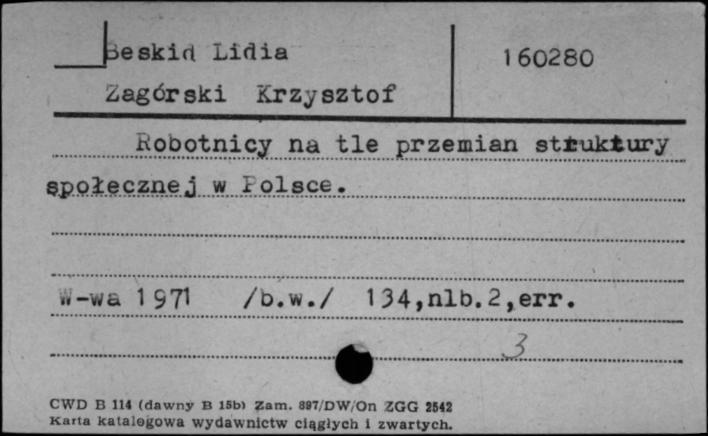 Beskid Lidia 160280
Zagórski Krzysztof
Robotnicy na tle przemian struktury
społecznej w Polsce.
W-wa 1971 /b.w./ 134,nlb.2,err.
3
CWD B 114 (dawny B 15b) Zam. 897/DW/On ZGG 2542
Karta katalogowa wydawnictw ciągłych i zwartych.